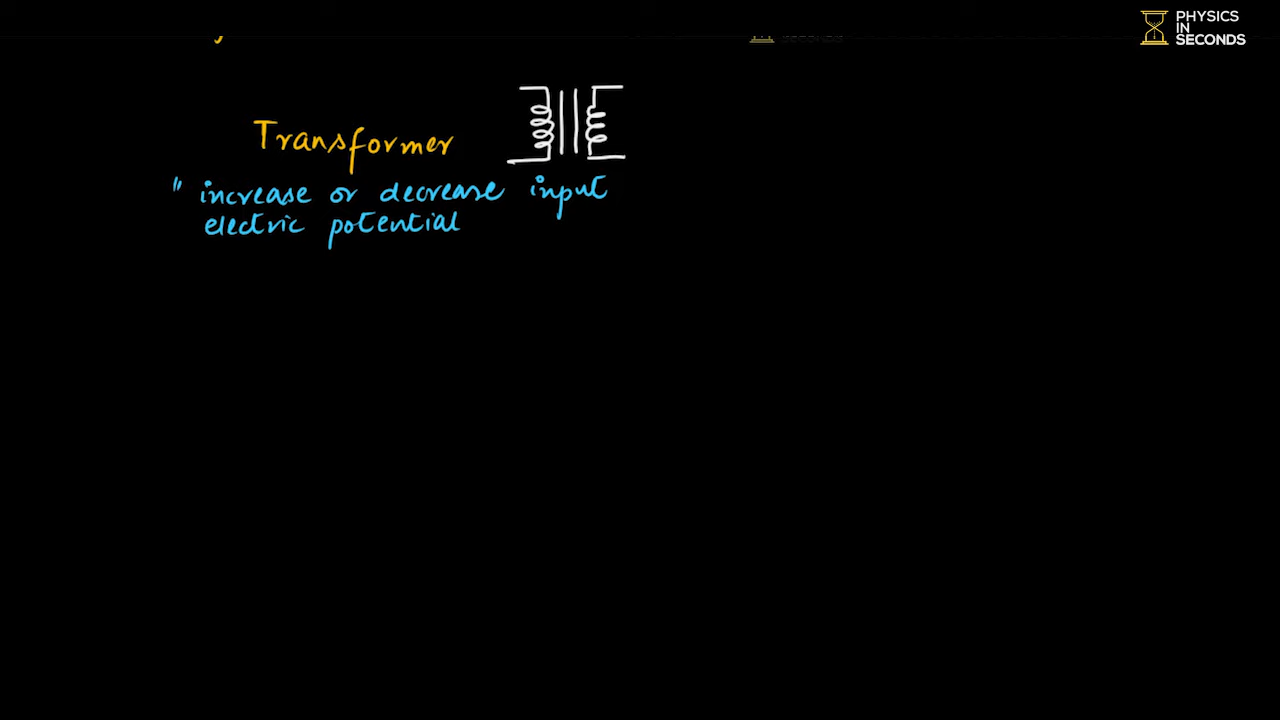 PHYSICS
IN
SECONDS
Transformer
" increase or decrease input
electric potential